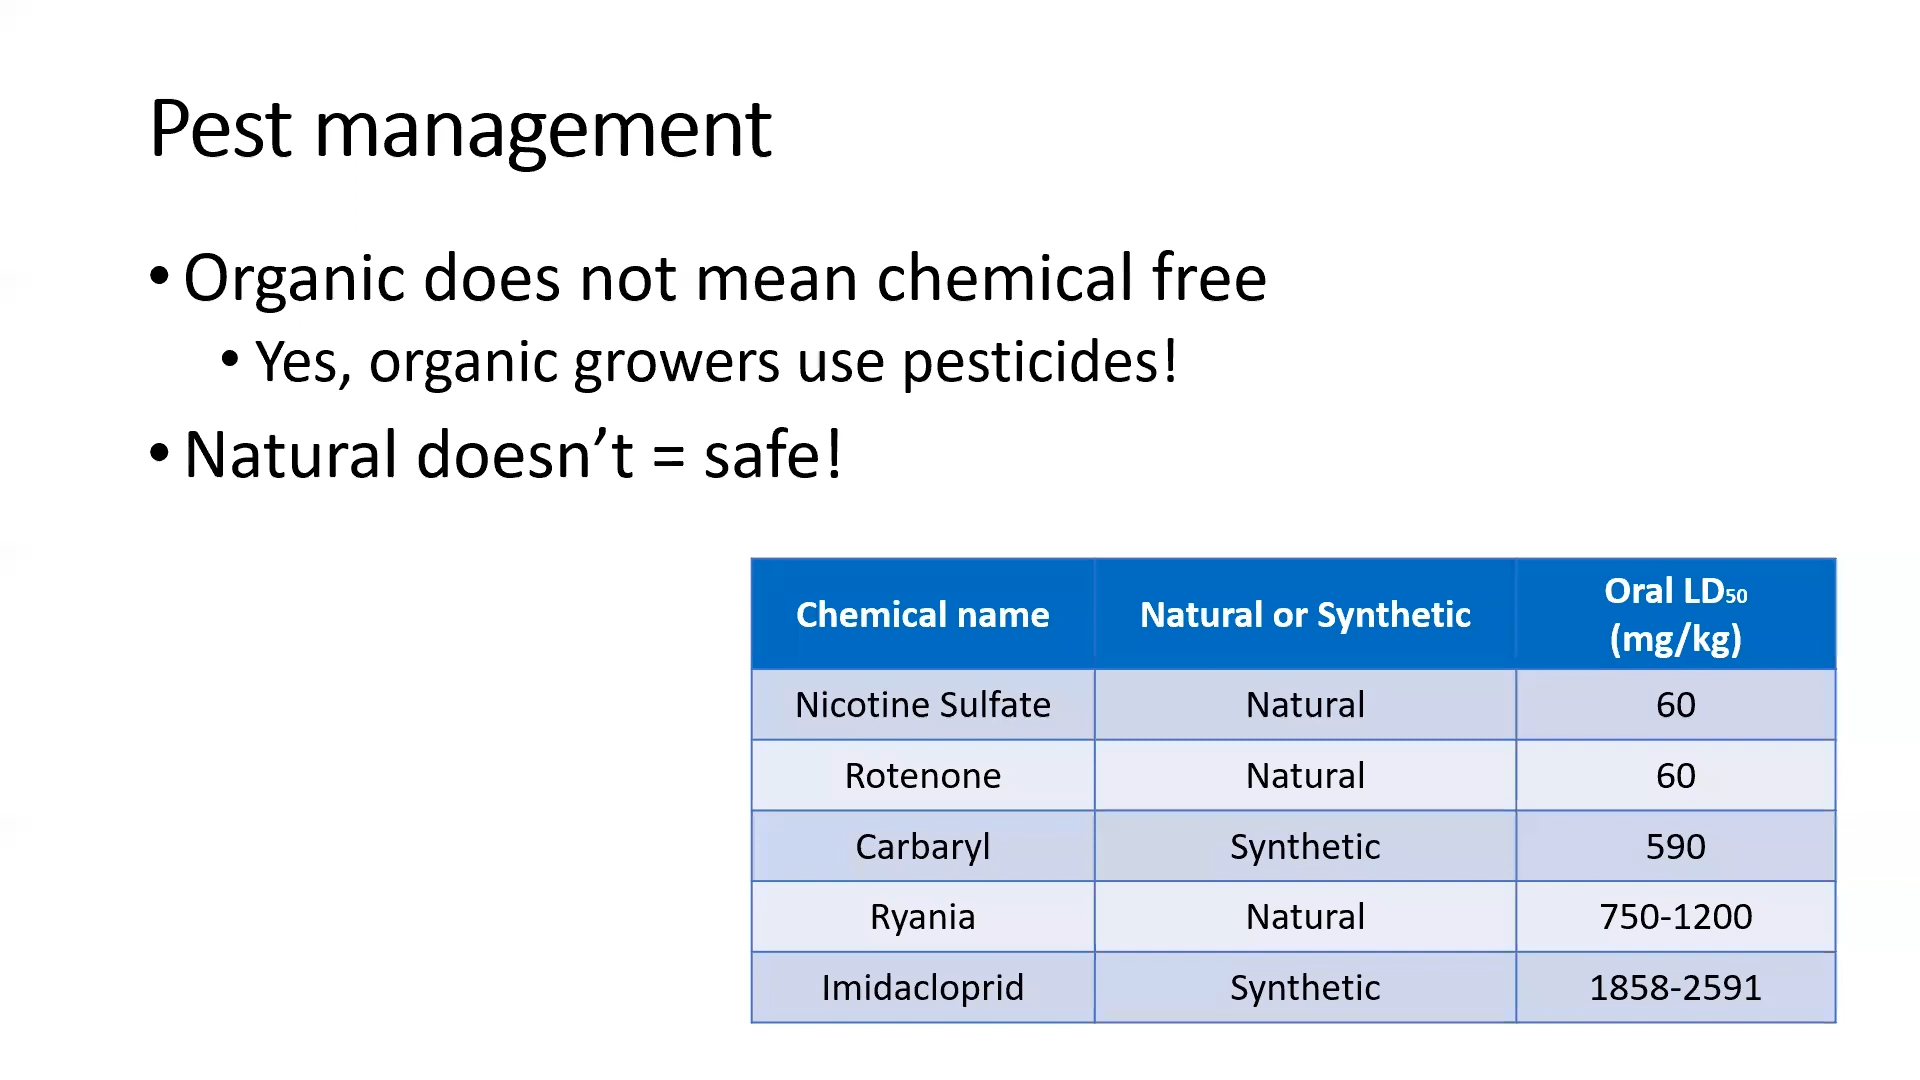 Pest management
• Organic does not mean chemical free
• Yes, organic growers use pesticides!
• Natural doesn’t = safe!
Chemical name Natural or Synthetic Oral LD50 (mg/kg)
Nicotine Sulfate Natural 60
Rotenone Natural 60
Carbaryl Synthetic 590
Ryania Natural 750-1200
Imidacloprid Synthetic 1858-2591